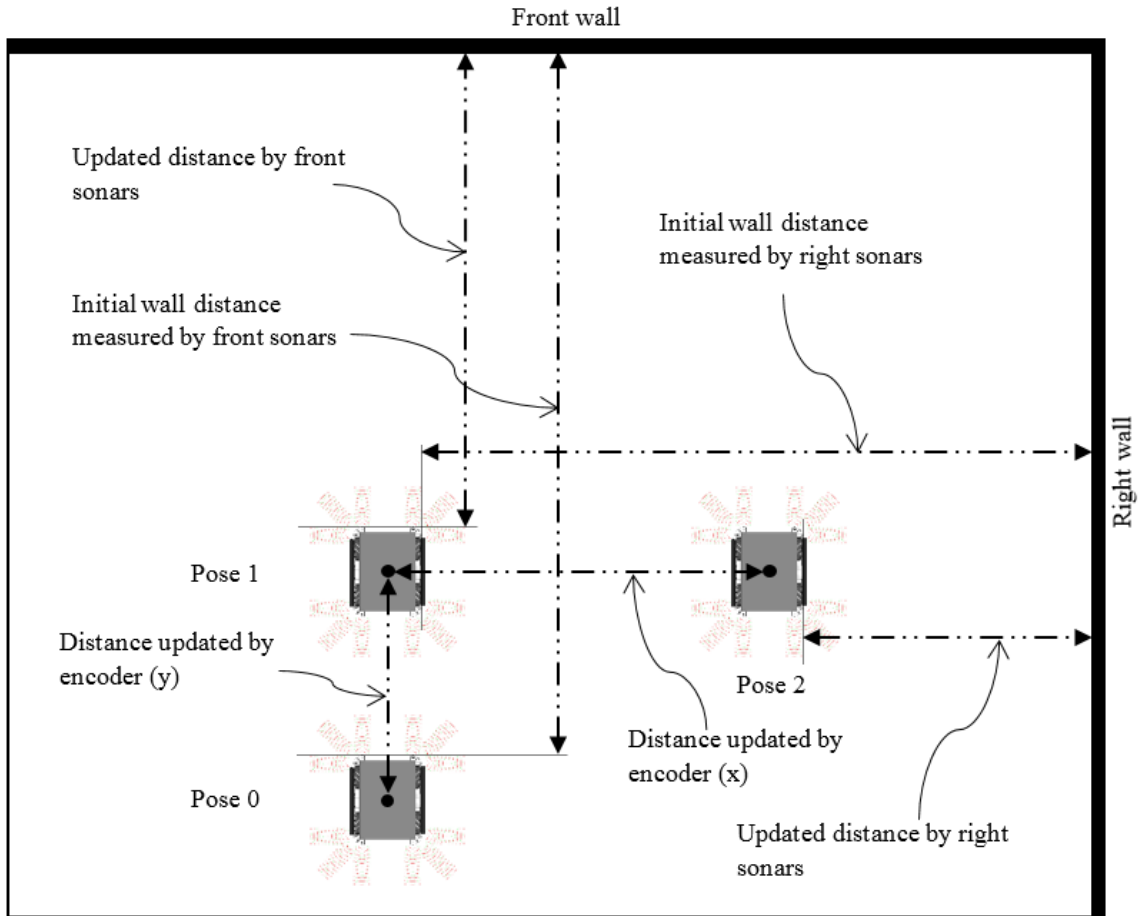 Front wall
Updated distance by front
sonars
Initial wall distance
measured by right sonars
Initial wall distance
measured by front sonars
Right wall
Pose 1
Distance updated by
encoder (y)
Pose 2
Distance updated by
encoder (x)
Pose 0
Updated distance by right
sonars